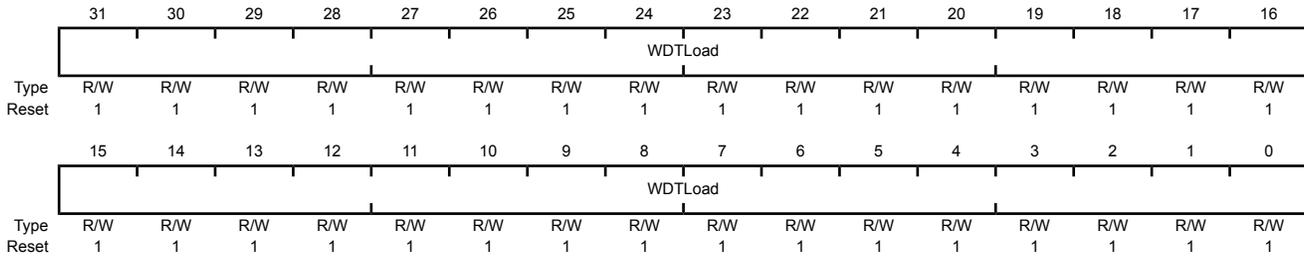 31 30 29 28 27 26 25 24 23 22 21 20 19 18 17 16
WDTLoad
Type R/W R/W R/W R/W R/W R/W R/W R/W R/W R/W R/W R/W R/W R/W R/W R/W
Reset 1 1 1 1 1 1 1 1 1 1 1 1 1 1 1 1
15 14 13 12 11 10 9 8 7 6 5 4 3 2 1 0
WDTLoad
Type R/W R/W R/W R/W R/W R/W R/W R/W R/W R/W R/W R/W R/W R/W R/W R/W
Reset 1 1 1 1 1 1 1 1 1 1 1 1 1 1 1 1